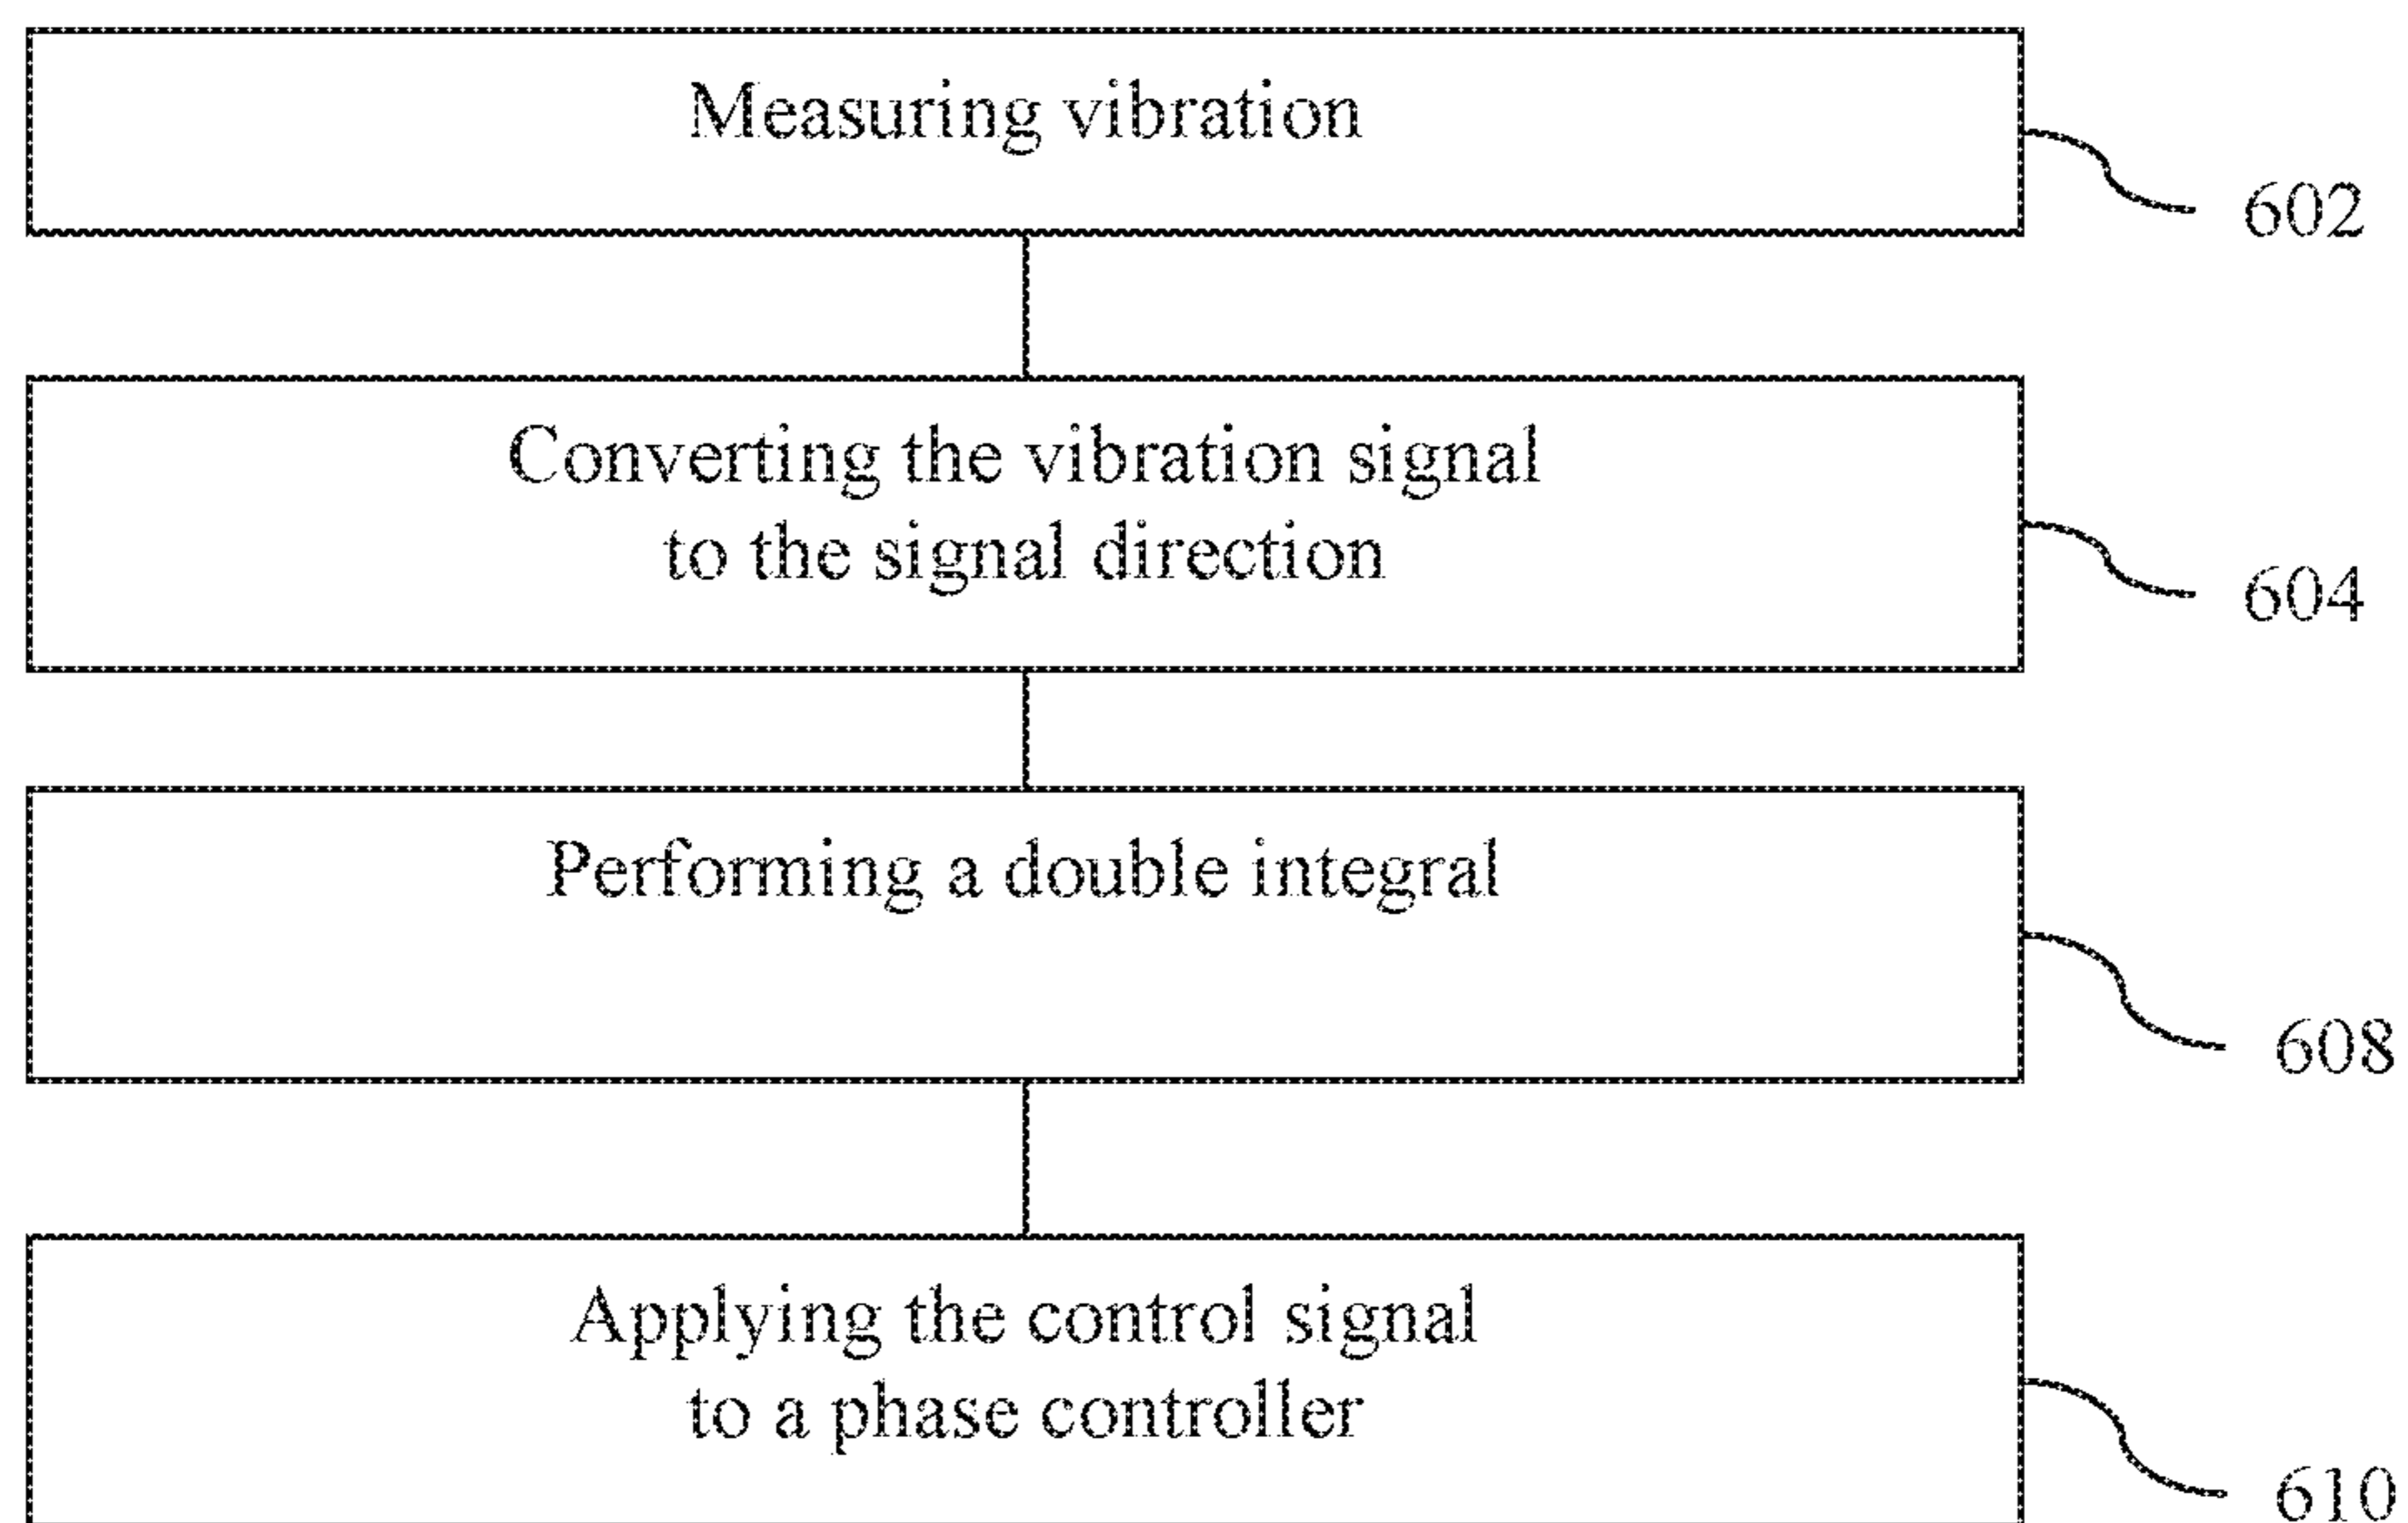 Measuring vibration
602
Converting the vibration signal
to the signal direction
604
Performing a double integral
608
Applying the control signal
to a phase controller
610